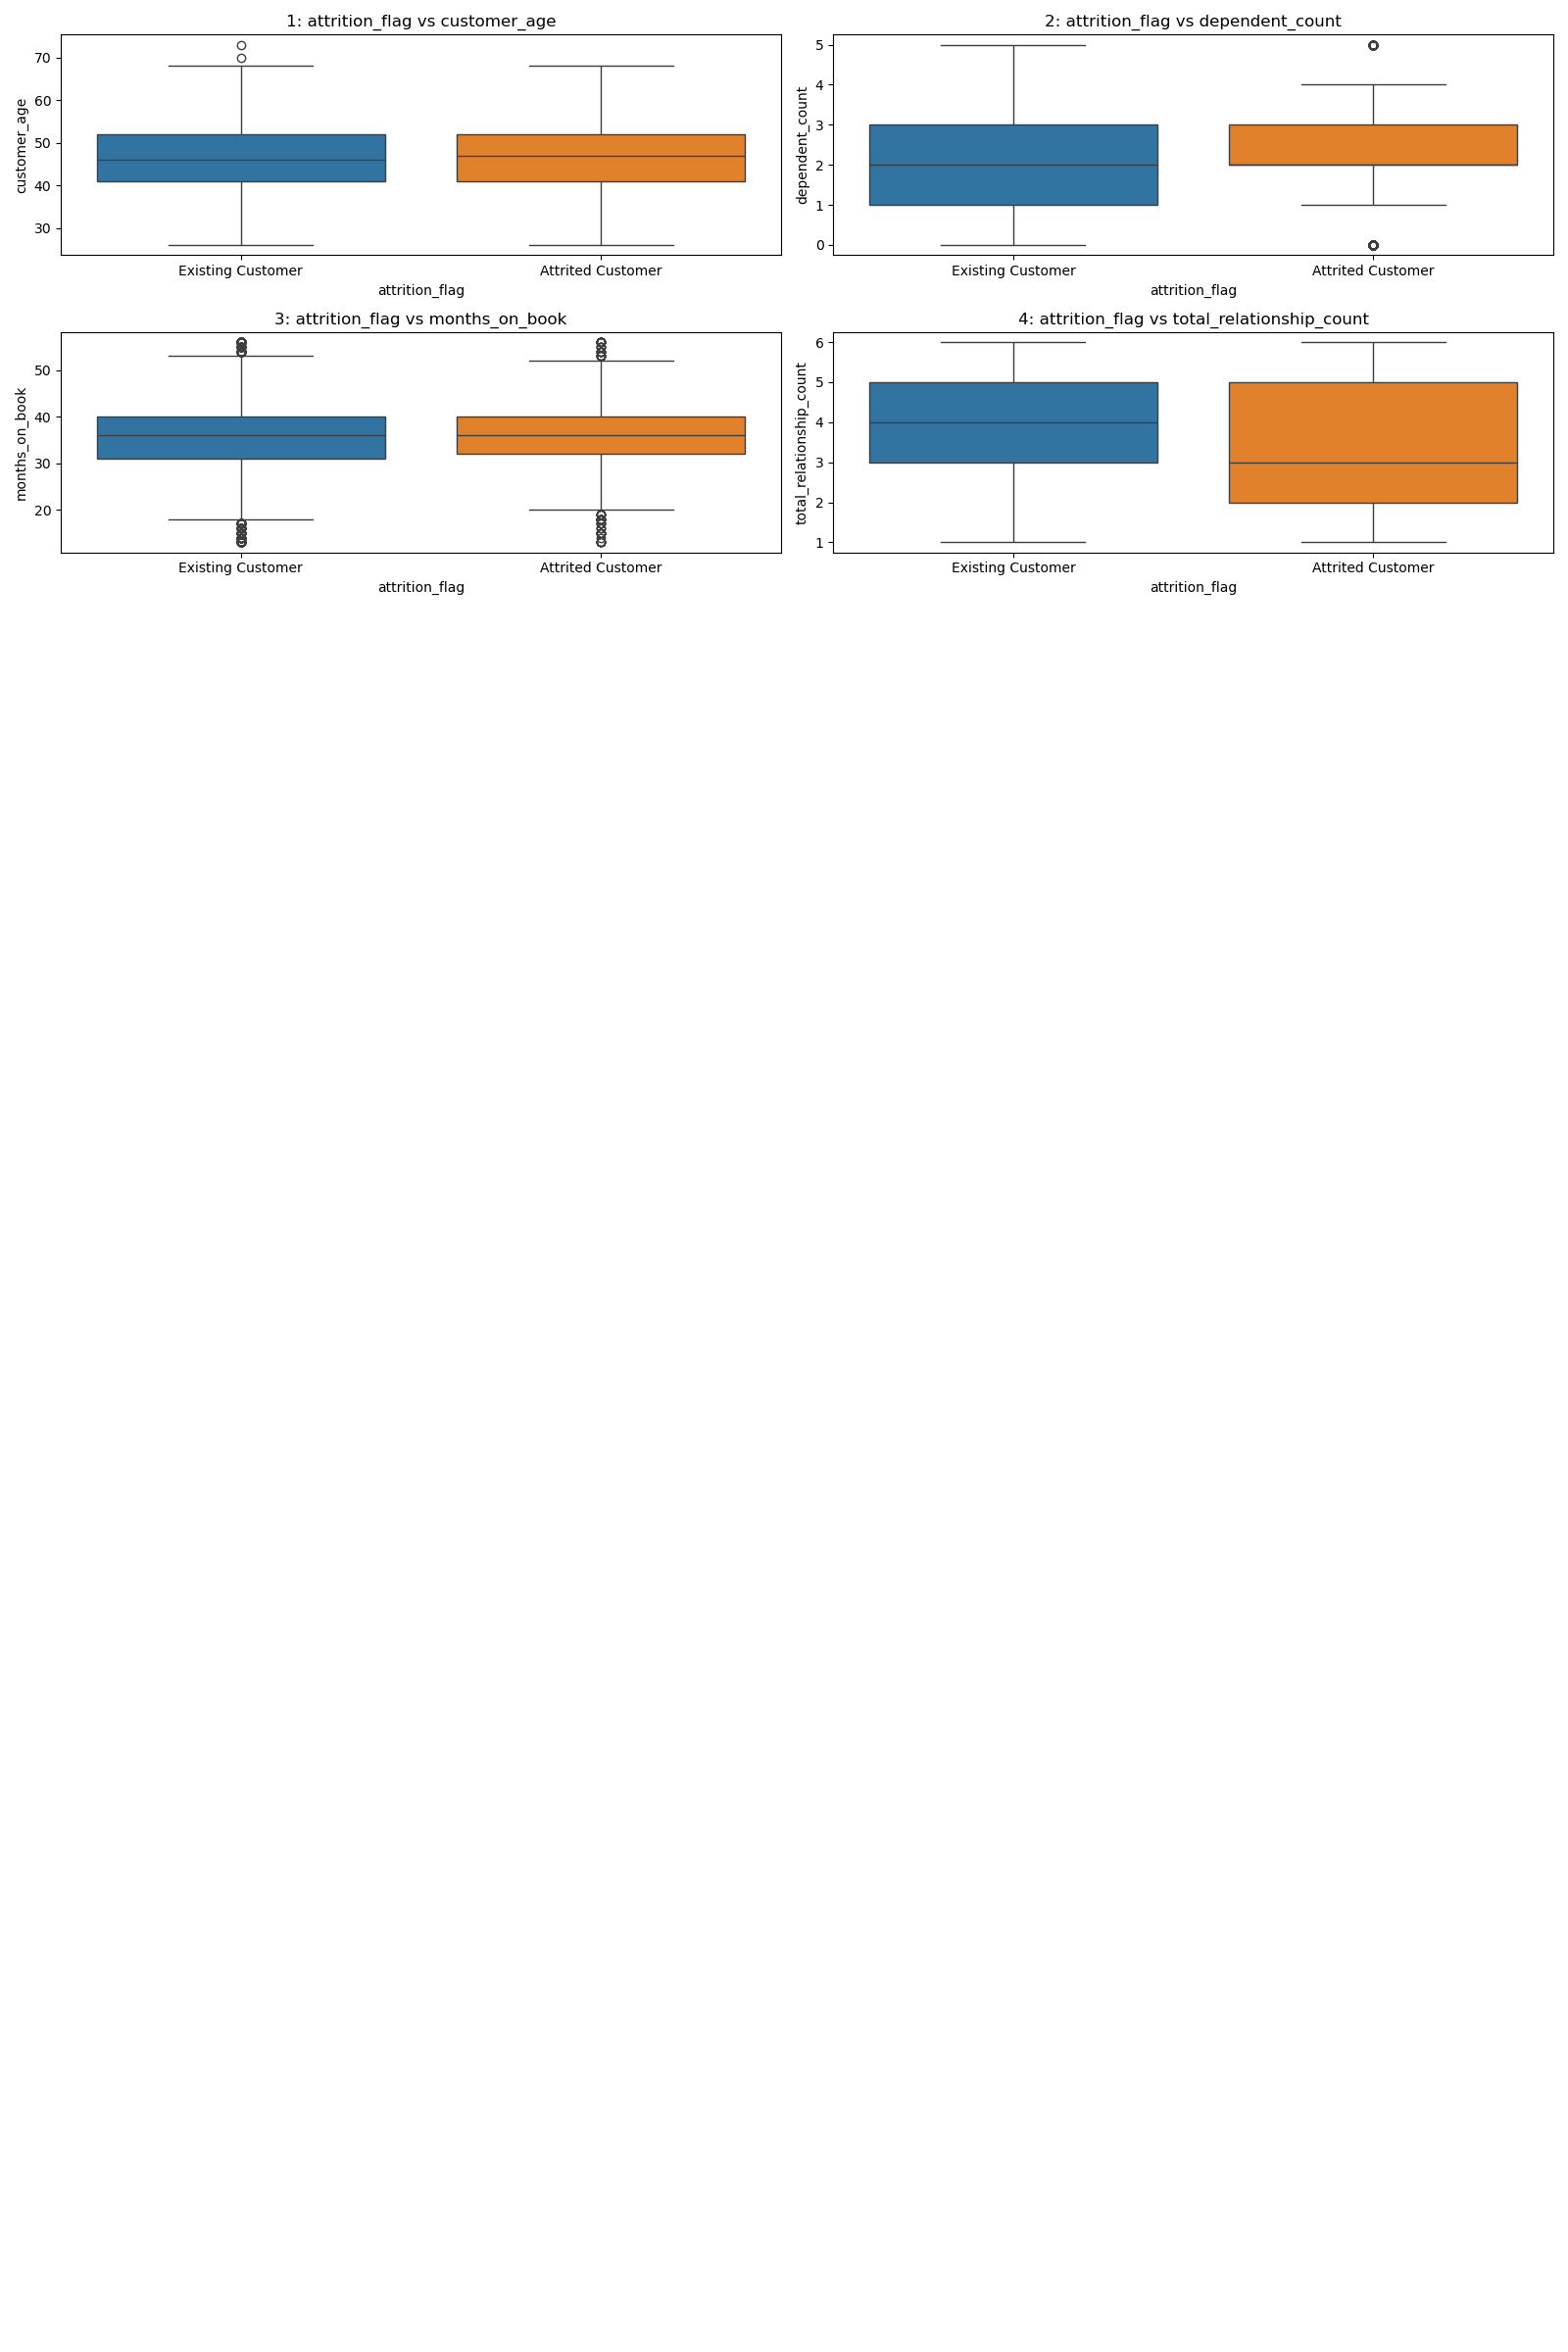 1: attrition_flag vs customer_age
customer_age
70
60
50
40
30
Existing Customer
Attrited Customer
attrition_flag
2: attrition_flag vs dependent_count
dependent_count
5
4
3
2
1
0
Existing Customer
Attrited Customer
attrition_flag
3: attrition_flag vs months_on_book
months_on_book
50
40
30
20
Existing Customer
Attrited Customer
attrition_flag
4: attrition_flag vs total_relationship_count
total_relationship_count
6
5
4
3
2
1
Existing Customer
Attrited Customer
attrition_flag